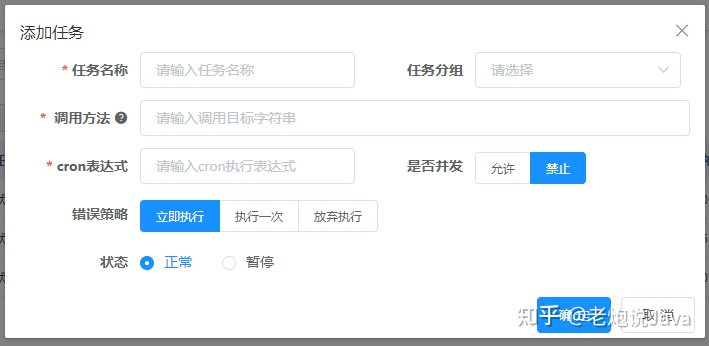 添加任务
* 任务名称 请输入任务名称 任务分组 请选择
* 调用方法 ? 请输入调用目标字符串
* cron表达式 请输入cron执行表达式 是否并发 允许 禁止
错误策略 立即执行 执行一次 放弃执行
状态 正常 暂停
确 定 取 消
知乎 @老炮说Java